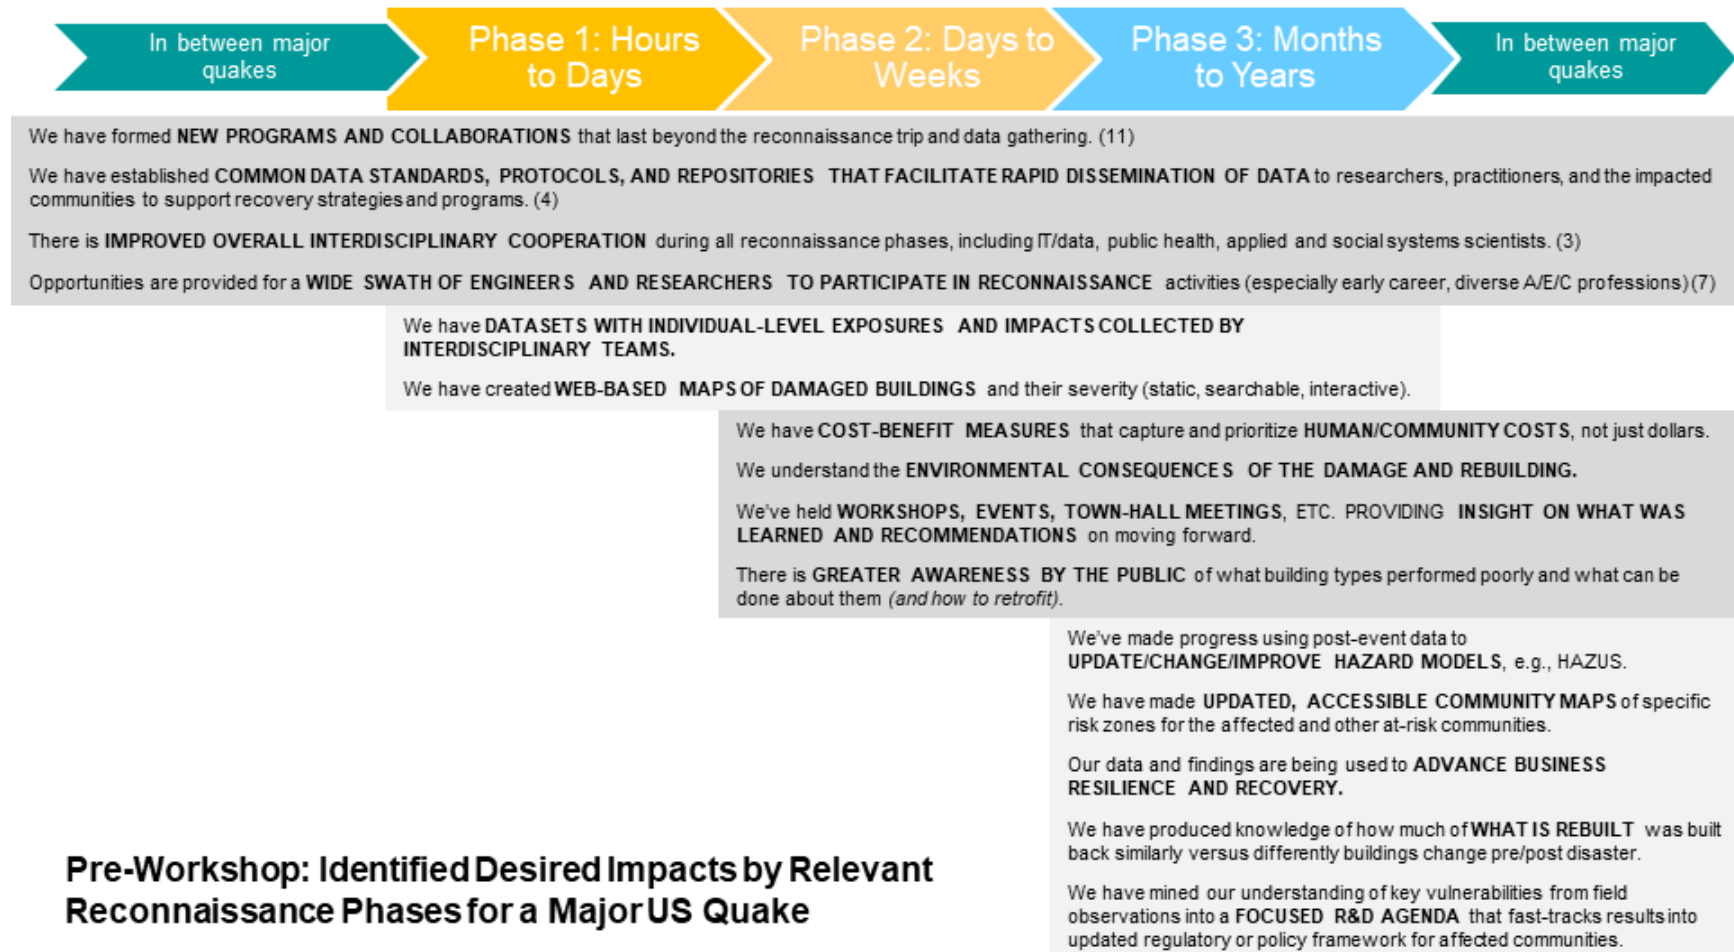 In between major
quakes
Phase 1: Hours
to Days
Phase 2: Days to
Weeks
Phase 3: Months
to Years
In between major
quakes
We have formed NEW PROGRAMS AND COLLABORATIONS that last beyond the reconnaissance trip and data gathering. (11)
We have established COMMON DATA STANDARDS, PROTOCOLS, AND REPOSITORIES THAT FACILITATE RAPID DISSEMINATION OF DATA to researchers, practitioners, and the impacted
communities to support recovery strategies and programs. (4)
There is IMPROVED OVERALL INTERDISCIPLINARY COOPERATION during all reconnaissance phases, including IT/data, public health, applied and social systems scientists. (3)
Opportunities are provided for a WIDE SWATH OF ENGINEERS AND RESEARCHERS TO PARTICIPATE IN RECONNAISSANCE activities (especially early career, diverse A/E/C professions) (7)
We have DATASETS WITH INDIVIDUAL-LEVEL EXPOSURES AND IMPACTS COLLECTED BY
INTERDISCIPLINARY TEAMS.
We have created WEB-BASED MAPS OF DAMAGED BUILDINGS and their severity (static, searchable, interactive).
We have COST-BENEFIT MEASURES that capture and prioritize HUMAN/COMMUNITY COSTS, not just dollars.
We understand the ENVIRONMENTAL CONSEQUENCES OF THE DAMAGE AND REBUILDING.
We've held WORKSHOPS, EVENTS, TOWN-HALL MEETINGS, ETC. PROVIDING INSIGHT ON WHAT WAS
LEARNED AND RECOMMENDATIONS on moving forward.
There is GREATER AWARENESS BY THE PUBLIC of what building types performed poorly and what can be
done about them (and how to retrofit).
We've made progress using post-event data to
UPDATE/CHANGE/IMPROVE HAZARD MODELS, e.g., HAZUS.
We have made UPDATED, ACCESSIBLE COMMUNITY MAPS of specific
risk zones for the affected and other at-risk communities.
Our data and findings are being used to ADVANCE BUSINESS
RESILIENCE AND RECOVERY.
We have produced knowledge of how much of WHAT IS REBUILT was built
back similarly versus differently buildings change pre/post disaster.
We have mined our understanding of key vulnerabilities from field
observations into a FOCUSED R&D AGENDA that fast-tracks results into
updated regulatory or policy framework for affected communities.
Pre-Workshop: Identified Desired Impacts by Relevant
Reconnaissance Phases for a Major US Quake